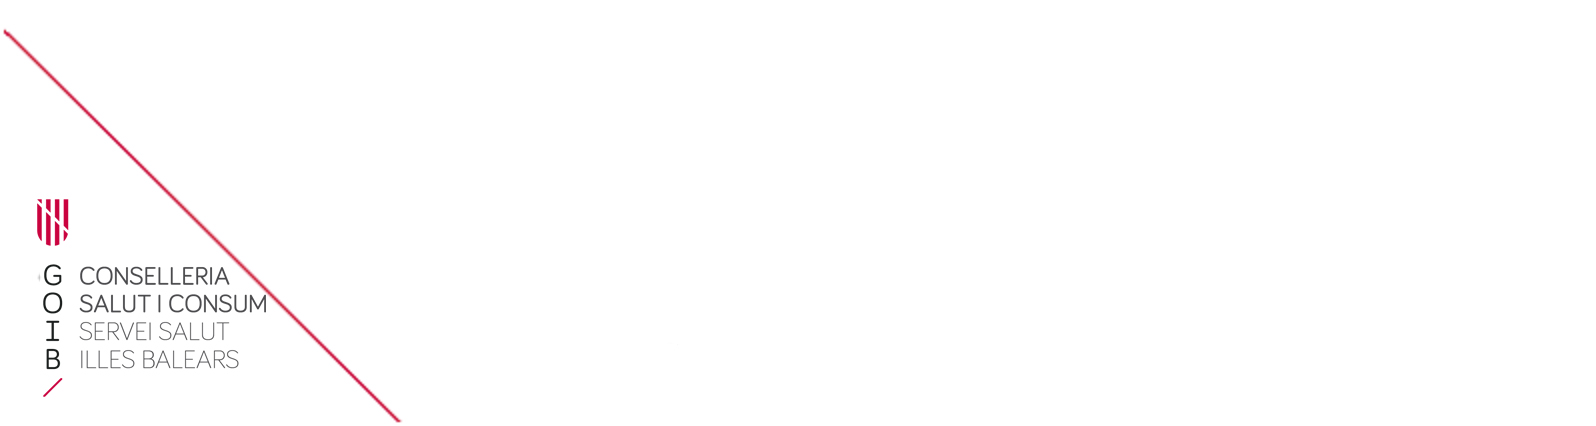 G CONSELLERIA
O SALUT I CONSUM
I SERVEI SALUT
B ILLES BALEARS